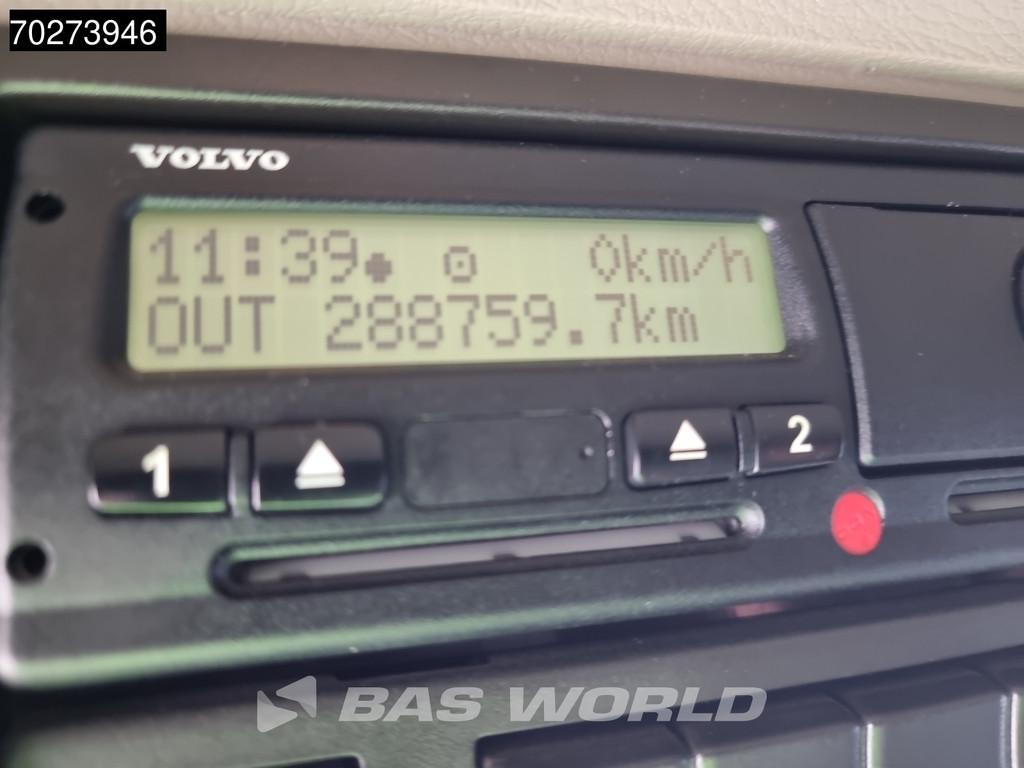 70273946
VOLVO
11:39 0km/h
OUT 288759.7km
1
2
BAS WORLD